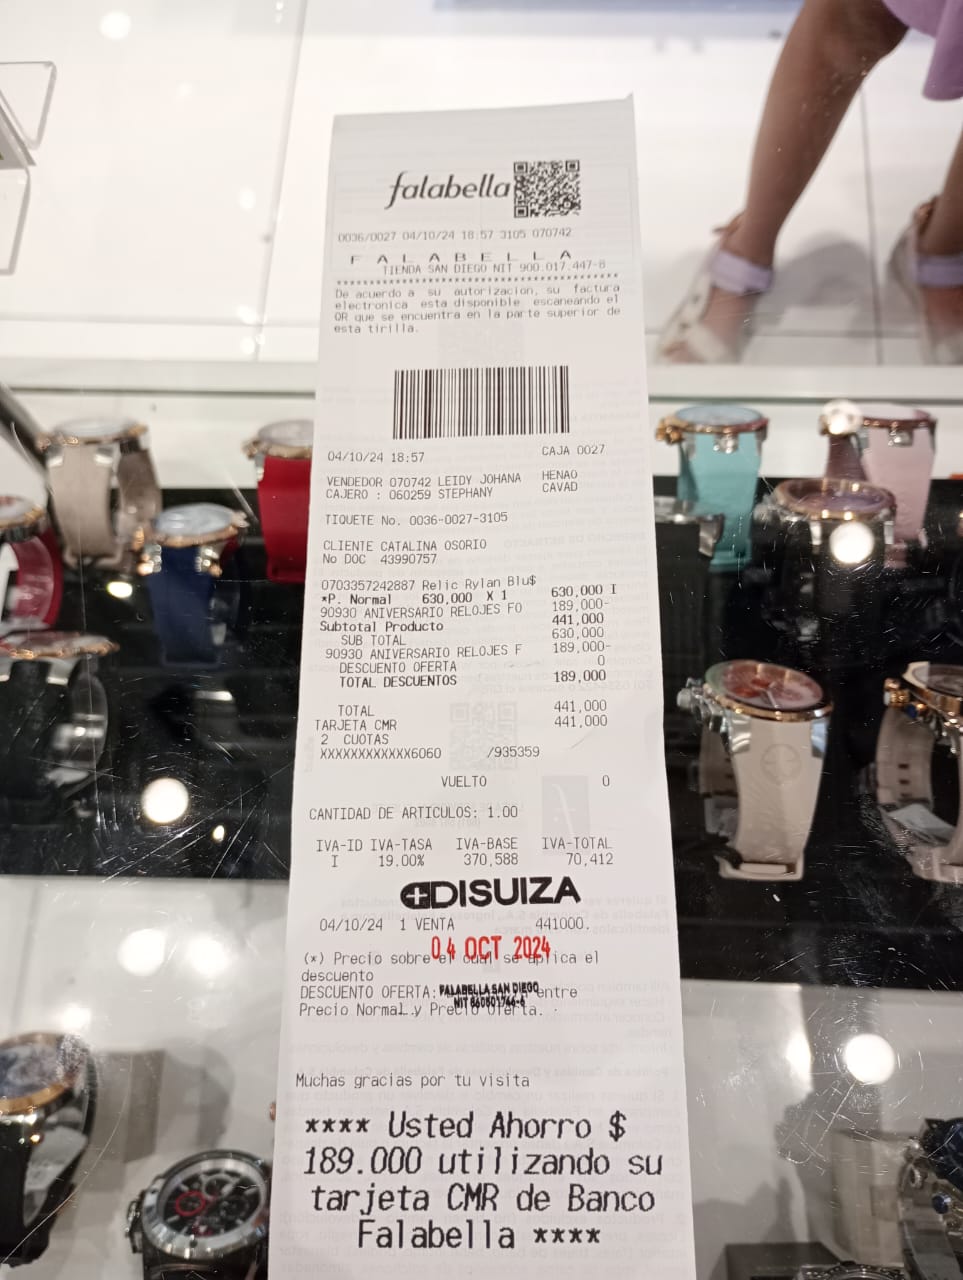 falabella
0036/0027 04/10/24 18:57 3105 070742
F A L A B E L L A
TIENDA SAN DIEGO NIT 900.017.447-8
****************************************
De acuerdo a su autorizacion, su factura
electronica esta disponible escaneando el
QR que se encuentra en la parte superior de
esta tirilla.
04/10/24 18:57 CAJA 0027
VENDEDOR 070742 LEIDY JOHANA HENAO
CAJERO : 060259 STEPHANY CAVAD
TIQUETE No. 0036-0027-3105
CLIENTE CATALINA OSORIO
No DOC 43990757
0703357242887 Relic Rylan Blu$ 630,000 I
*P. Normal 630,000 X 1
90930 ANIVERSARIO RELOJES FO 189,000-
Subtotal Producto 441,000
SUB TOTAL 630,000
90930 ANIVERSARIO RELOJES F 189,000-
DESCUENTO OFERTA 0
TOTAL DESCUENTOS 189,000
TOTAL 441,000
TARJETA CMR 441,000
2 CUOTAS
XXXXXXXXXXXX6060 /935359
VUELTO 0
CANTIDAD DE ARTICULOS: 1.00
IVA-ID IVA-TASA IVA-BASE IVA-TOTAL
I 19.00% 370,588 70,412
DISUIZA
04/10/24 1 VENTA 441000.
04 OCT 2024
(*) Precio sobre el cual se aplica el
descuento
DESCUENTO OFERTA: entre
FALABELLA SAN DIEGO
NIT
Precio Normal y Precio Oferta.
Muchas gracias por tu visita
**** Usted Ahorro $
189.000 utilizando su
tarjeta CMR de Banco
Falabella ****